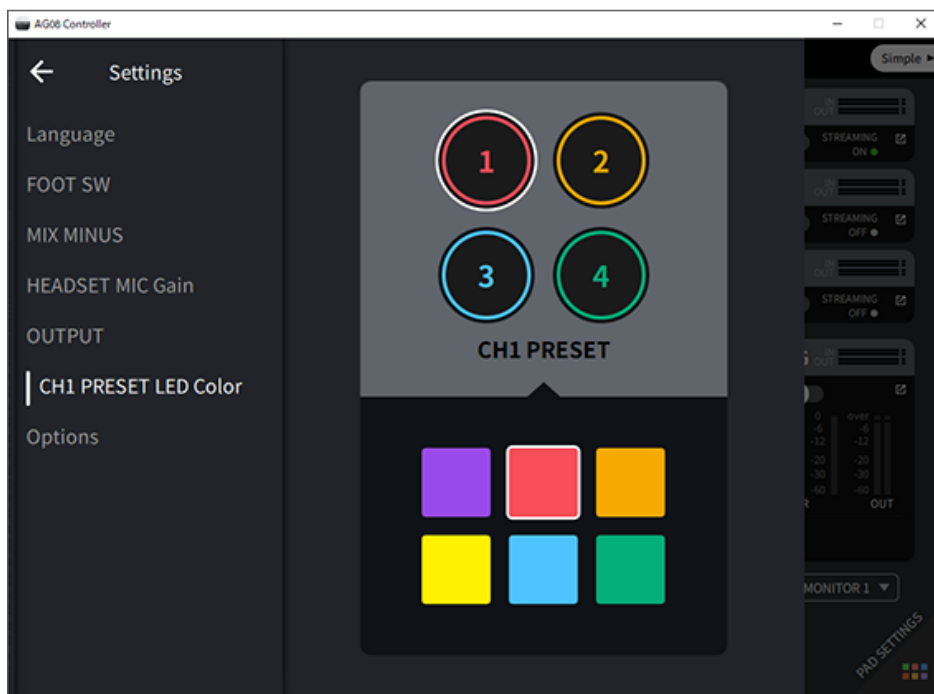 AG08 Controller
Settings
Language
FOOT SW
MIX MINUS
HEADSET MIC Gain
OUTPUT
CH1 PRESET LED Color
Options
1 2
3 4
CH1 PRESET
Simple
IN
OUT
STREAMING
ON
IN
OUT
STREAMING
OFF
IN
OUT
STREAMING
OFF
IN
OUT
0 over
-6 -6
-12 -12
-20 -20
-30 -30
-60 -60
OUT
MONITOR 1
PAD SETTINGS